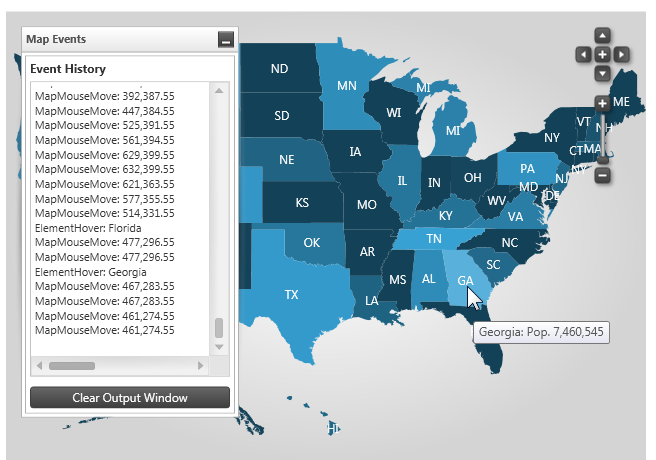 Map Events
Event History
MapMouseMove: 392,387.55
MapMouseMove: 447,384.55
MapMouseMove: 525,391.55
MapMouseMove: 561,394.55
MapMouseMove: 629,399.55
MapMouseMove: 632,399.55
MapMouseMove: 621,363.55
MapMouseMove: 577,355.55
MapMouseMove: 514,331.55
ElementHover: Florida
MapMouseMove: 477,296.55
MapMouseMove: 477,296.55
ElementHover: Georgia
MapMouseMove: 467,283.55
MapMouseMove: 467,283.55
MapMouseMove: 461,274.55
MapMouseMove: 461,274.55
Clear Output Window
ND
MN
MI
ME
SD
WI
MI
VT
NH
NY
IA
CT
MA
NE
PA
NJ
IL
IN
OH
MD
DE
KS
MO
WV
KY
VA
OK
TN
NC
AR
SC
MS
AL
GA
TX
LA
Georgia: Pop. 7,460,545
HI